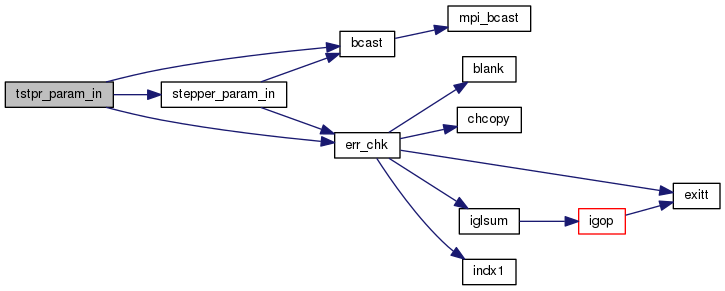 tstpr_param_in
stepper_param_in
bcast
mpi_bcast
err_chk
blank
chcopy
iglsum
indx1
igop
exitt